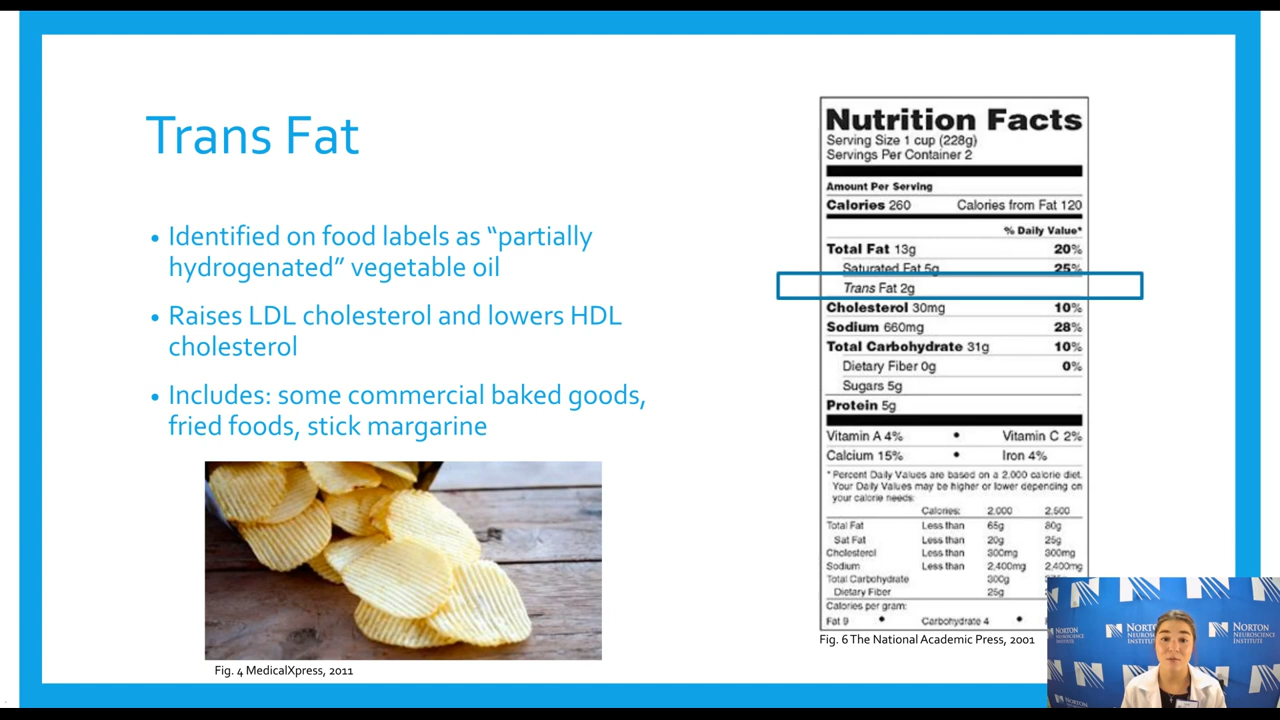 Trans Fat
• Identified on food labels as “partially
hydrogenated” vegetable oil
• Raises LDL cholesterol and lowers HDL
cholesterol
• Includes: some commercial baked goods,
fried foods, stick margarine
Fig. 4 MedicalXpress, 2011
Nutrition Facts
Serving Size 1 cup (228g)
Servings Per Container 2
Amount Per Serving
Calories 260 Calories from Fat 120
% Daily Value*
Total Fat 13g 20%
Saturated Fat 5g 25%
Trans Fat 2g
Cholesterol 30mg 10%
Sodium 660mg 28%
Total Carbohydrate 31g 10%
Dietary Fiber 0g 0%
Sugars 5g
Protein 5g
Vitamin A 4% • Vitamin C 2%
Calcium 15% • Iron 4%
* Percent Daily Values are based on a 2,000 calorie diet.
Your Daily Values may be higher or lower depending on
your calorie needs:
Calories: 2,000 2,500
Total Fat Less than 65g 80g
Sat Fat Less than 20g 25g
Cholesterol Less than 300mg 300mg
Sodium Less than 2,400mg 2,400mg
Total Carbohydrate 300g
Dietary Fiber 25g
Calories per gram:
Fat 9 • Carbohydrate 4 •
Fig. 6 The National Academic Press, 2001
NORTON
NEUROSCIENCE
INSTITUTE
NORTON
NEUROSCIENCE
INSTITUTE